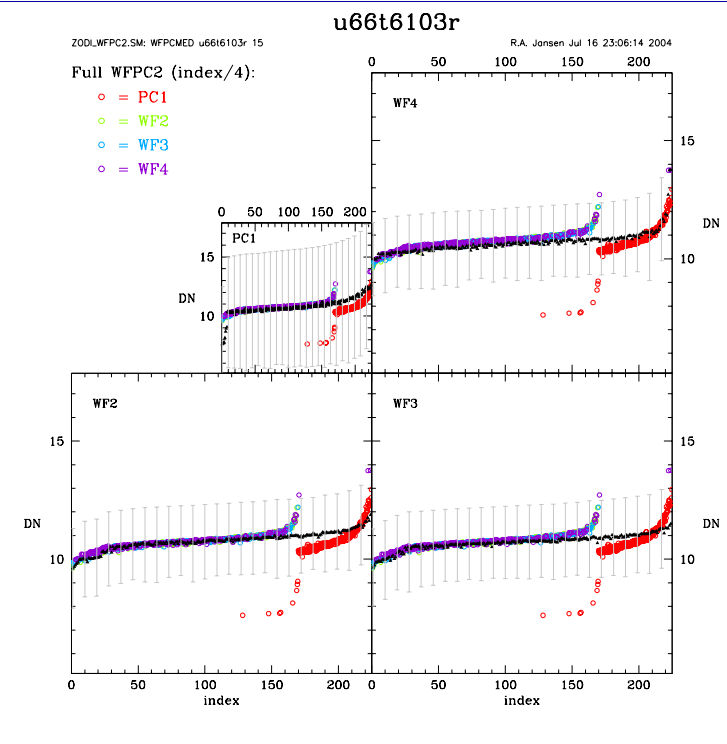 u66t6103r
ZODI_WFPC2.SM: WFPCMED u66t6103r 15
R.A. Jansen Jul 16 23:06:14 2004
Full WFPC2 (index/4):
= PC1
= WF2
= WF3
= WF4
0 50 100 150 200
WF4
15
DN
10
0 50 100 150 200
PC1
15
DN
10
WF2
15
DN
10
0 50 100 150 200
index
WF3
15
DN
10
0 50 100 150 200
index